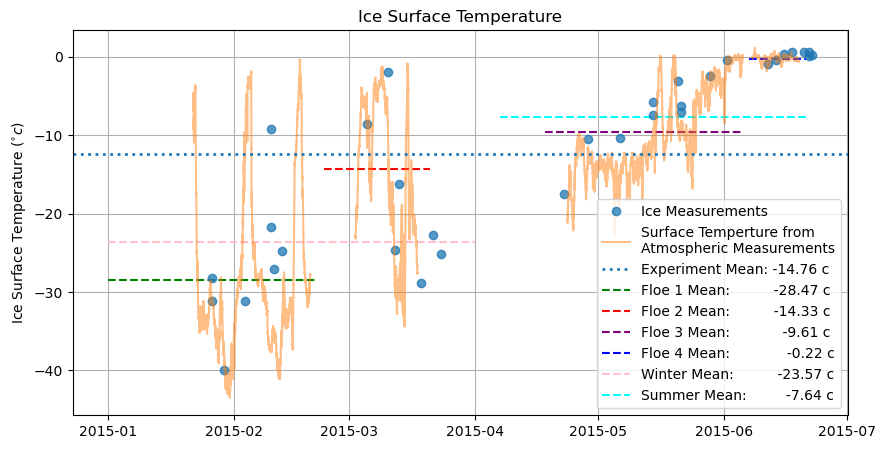 Ice Surface Temperature
Ice Surface Temperature (°c)
0
−10
−20
−30
−40
2015-01
2015-02
2015-03
2015-04
2015-05
2015-06
2015-07
Ice Measurements
Surface Temperture from
Atmospheric Measurements
Experiment Mean: -14.76 c
Floe 1 Mean: -28.47 c
Floe 2 Mean: -14.33 c
Floe 3 Mean: -9.61 c
Floe 4 Mean: -0.22 c
Winter Mean: -23.57 c
Summer Mean: -7.64 c